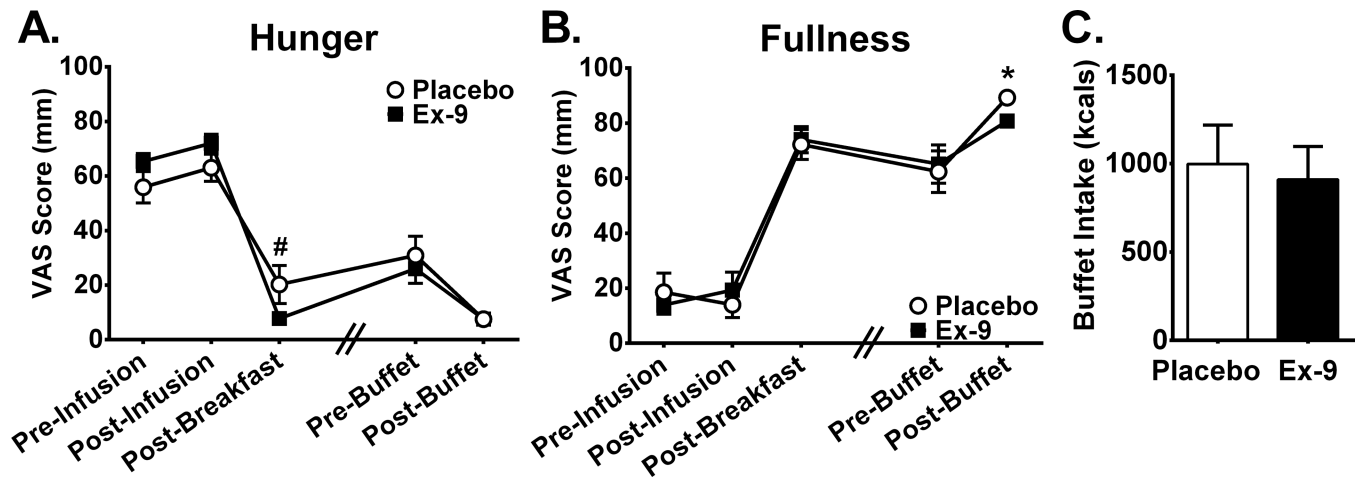 A.
Hunger
VAS Score (mm)
100
80
60
40
20
0
Placebo
Ex-9
#
Pre-Infusion
Post-Infusion
Post-Breakfast
Pre-Buffet
Post-Buffet
B.
Fullness
VAS Score (mm)
100
80
60
40
20
0
*
Placebo
Ex-9
Pre-Infusion
Post-Infusion
Post-Breakfast
Pre-Buffet
Post-Buffet
C.
Buffet Intake (kcals)
1500
1000
500
0
Placebo
Ex-9